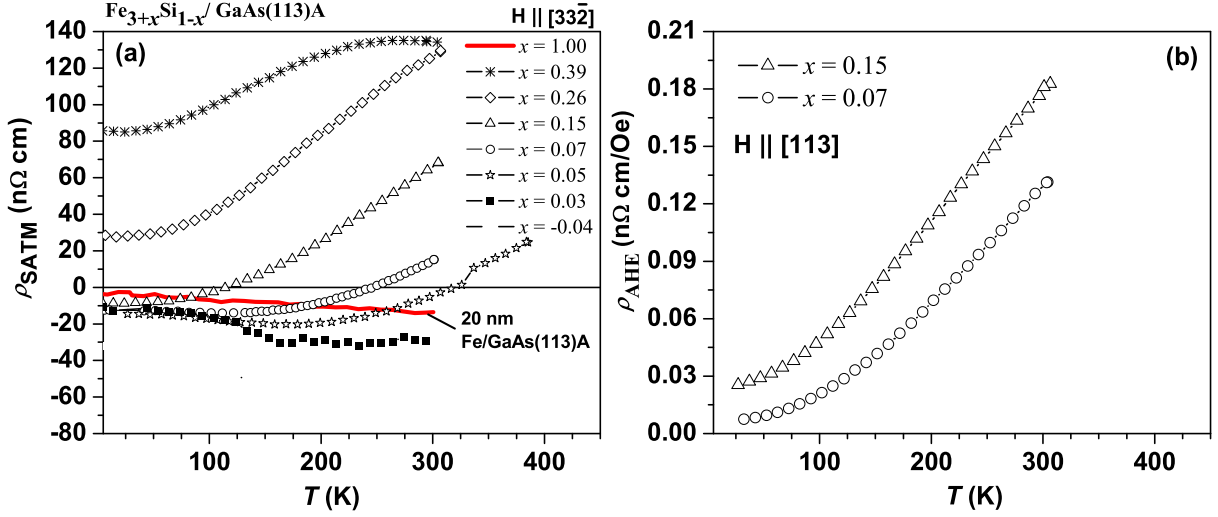 Fe3+xSi1-x/ GaAs(113)A
H || [332̄]
(a)
x = 1.00
x = 0.39
x = 0.26
x = 0.15
x = 0.07
x = 0.05
x = 0.03
x = -0.04
140
120
100
80
60
40
20
0
-20
-40
-60
-80
ρSATM (nΩ cm)
20 nm
Fe/GaAs(113)A
100 200 300 400
T (K)
(b)
x = 0.15
x = 0.07
H || [113]
0.21
0.18
0.15
0.12
0.09
0.06
0.03
0.00
ρAHE (nΩ cm/Oe)
100 200 300 400
T (K)